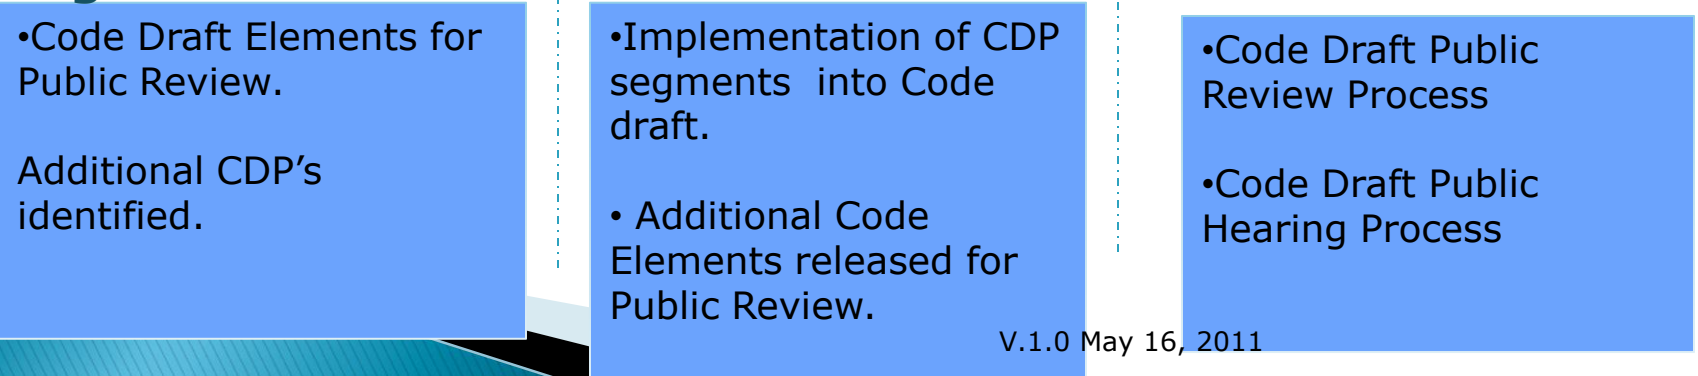 •Code Draft Elements for
Public Review.
Additional CDP’s
identified.
•Implementation of CDP
segments  into Code
draft.
• Additional Code
Elements released for
Public Review.
•Code Draft Public
Review Process
•Code Draft Public
Hearing Process
V.1.0 May 16, 2011